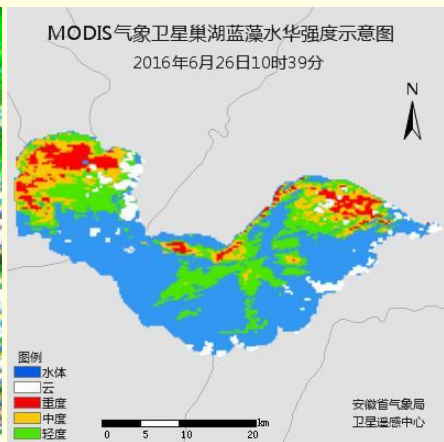 MODIS气象卫星巢湖蓝藻水华强度示意图
2016年6月26日10时39分
N
图例
水体
云
重度
中度
轻度
km
0 5 10 20
安徽省气象局
卫星遥感中心